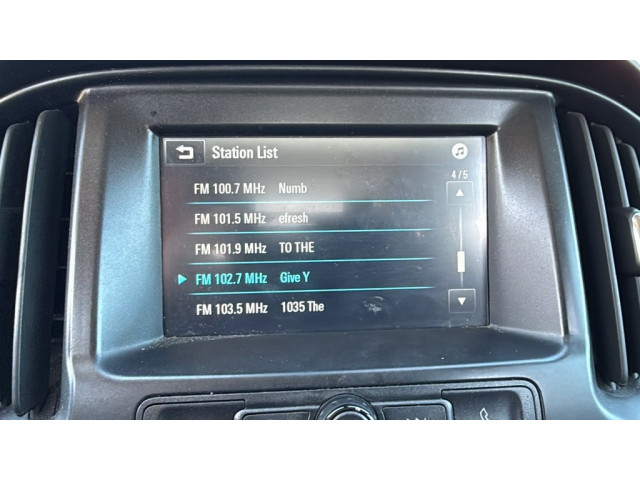 Station List
4/5
FM 100.7 MHz Numb
FM 101.5 MHz efresh
FM 101.9 MHz TO THE
FM 102.7 MHz Give Y
FM 103.5 MHz 1035 The